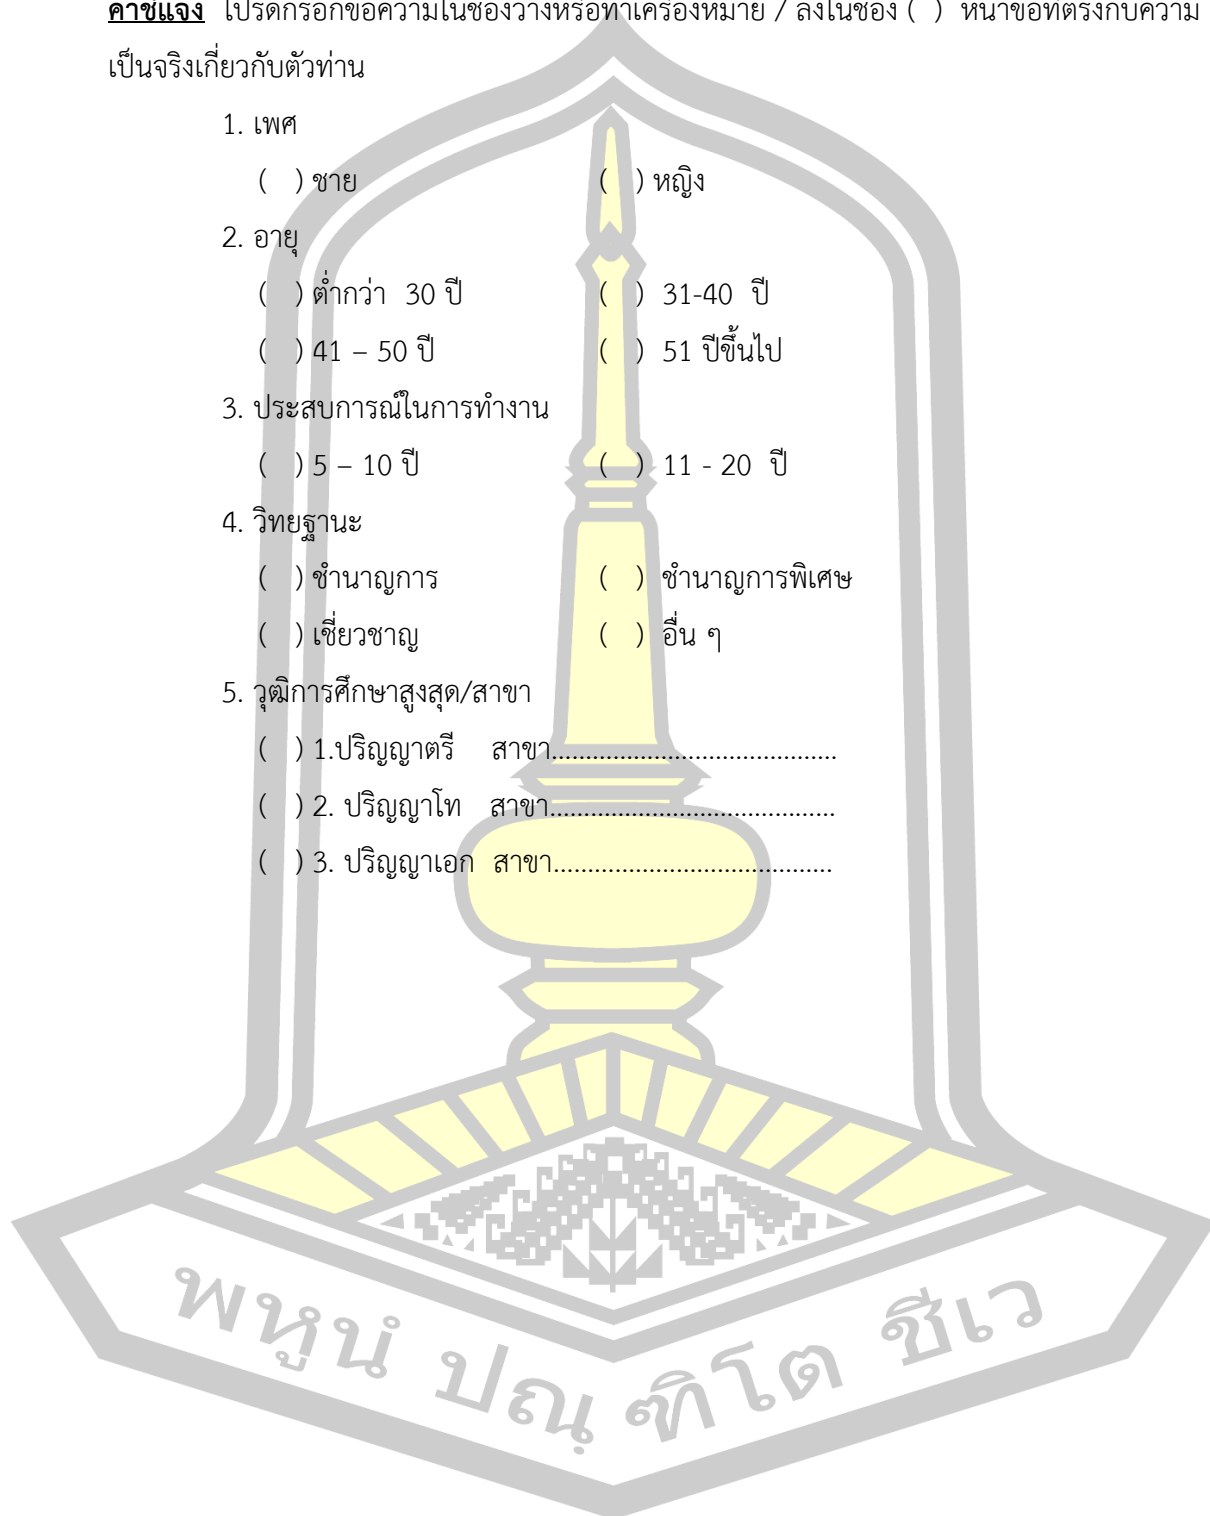 คำชี้แจง โปรดกรอกข้อความในช่องว่างหรือทำเครื่องหมาย / ลงในช่อง ( ) หน้าข้อที่ตรงกับความ
เป็นจริงเกี่ยวกับตัวท่าน
1. เพศ
( ) ชาย ( ) หญิง
2. อายุ
( ) ต่ำกว่า 30 ปี ( ) 31-40 ปี
( ) 41 – 50 ปี ( ) 51 ปีขึ้นไป
3. ประสบการณ์ในการทำงาน
( ) 5 – 10 ปี ( ) 11 - 20 ปี
4. วิทยฐานะ
( ) ชำนาญการ ( ) ชำนาญการพิเศษ
( ) เชี่ยวชาญ ( ) อื่น ๆ
5. วุฒิการศึกษาสูงสุด/สาขา
( ) 1.ปริญญาตรี สาขา..........................................
( ) 2. ปริญญาโท สาขา..........................................
( ) 3. ปริญญาเอก สาขา.........................................
พหูนํ ปณฺฑิโต ชีเว